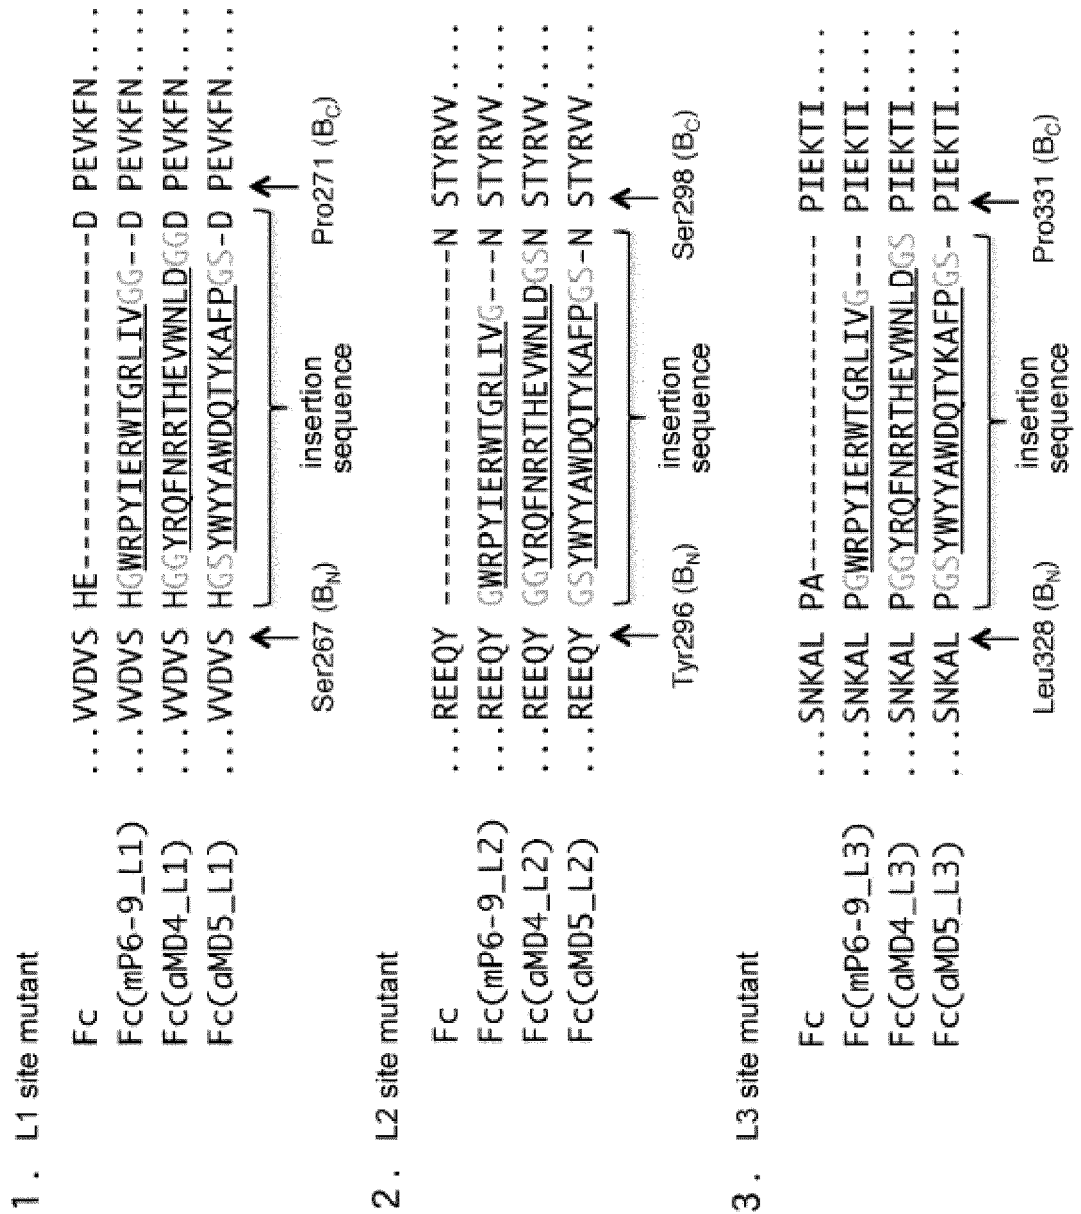 1. L1 site mutant
Fc ...VVDVS HE-------------D PEVKFN....
Fc(mP6-9_L1) ...VVDVS HGWRPYIERWTGRLIVGG--D PEVKFN....
Fc(aMD4_L1) ...VVDVS HGGYRQFNRRTHEVWNLDGGD PEVKFN....
Fc(aMD5_L1) ...VVDVS HGSYWYYAWDQTYKAFPGS-D PEVKFN....
Ser267 (BN) insertion sequence Pro271 (BC)
2. L2 site mutant
Fc ...REEQY ---------------N STYRVV....
Fc(mP6-9_L2) ...REEQY GWRPYIERWTGRLIVG---N STYRVV....
Fc(aMD4_L2) ...REEQY GGYRQFNRRTHEVWNLDGSN STYRVV....
Fc(aMD5_L2) ...REEQY GSYWYYAWDQTYKAFPGS-N STYRVV....
Tyr296 (BN) insertion sequence Ser298 (BC)
3. L3 site mutant
Fc ...SNKAL PA-------------- PIEKTI....
Fc(mP6-9_L3) ...SNKAL PGWRPYIERWTGRLIVG--- PIEKTI....
Fc(aMD4_L3) ...SNKAL PGGYRQFNRRTHEVWNLDGS PIEKTI....
Fc(aMD5_L3) ...SNKAL PGSYWYYAWDQTYKAFPGS- PIEKTI....
Leu328 (BN) insertion sequence Pro331 (BC)